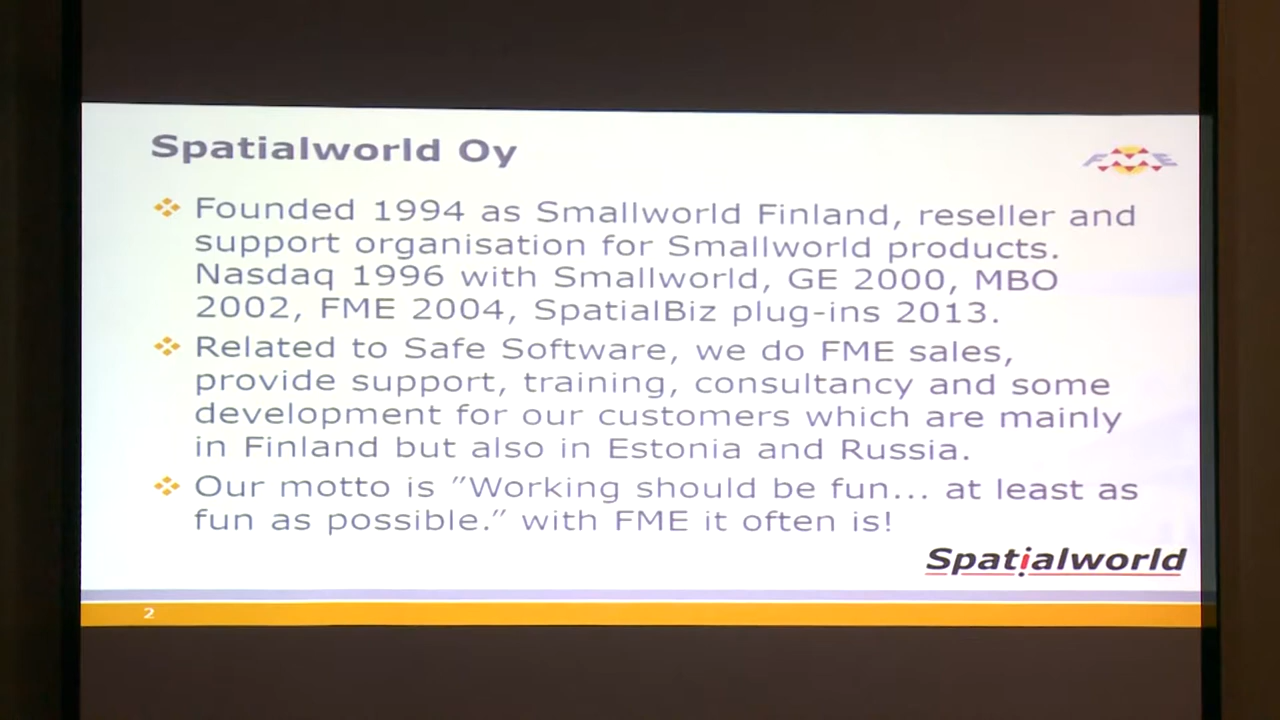 Spatialworld Oy
FME
Founded 1994 as Smallworld Finland, reseller and
support organisation for Smallworld products.
Nasdaq 1996 with Smallworld, GE 2000, MBO
2002, FME 2004, SpatialBiz plug-ins 2013.
Related to Safe Software, we do FME sales,
provide support, training, consultancy and some
development for our customers which are mainly
in Finland but also in Estonia and Russia.
Our motto is ”Working should be fun... at least as
fun as possible.” with FME it often is!
Spatialworld
2